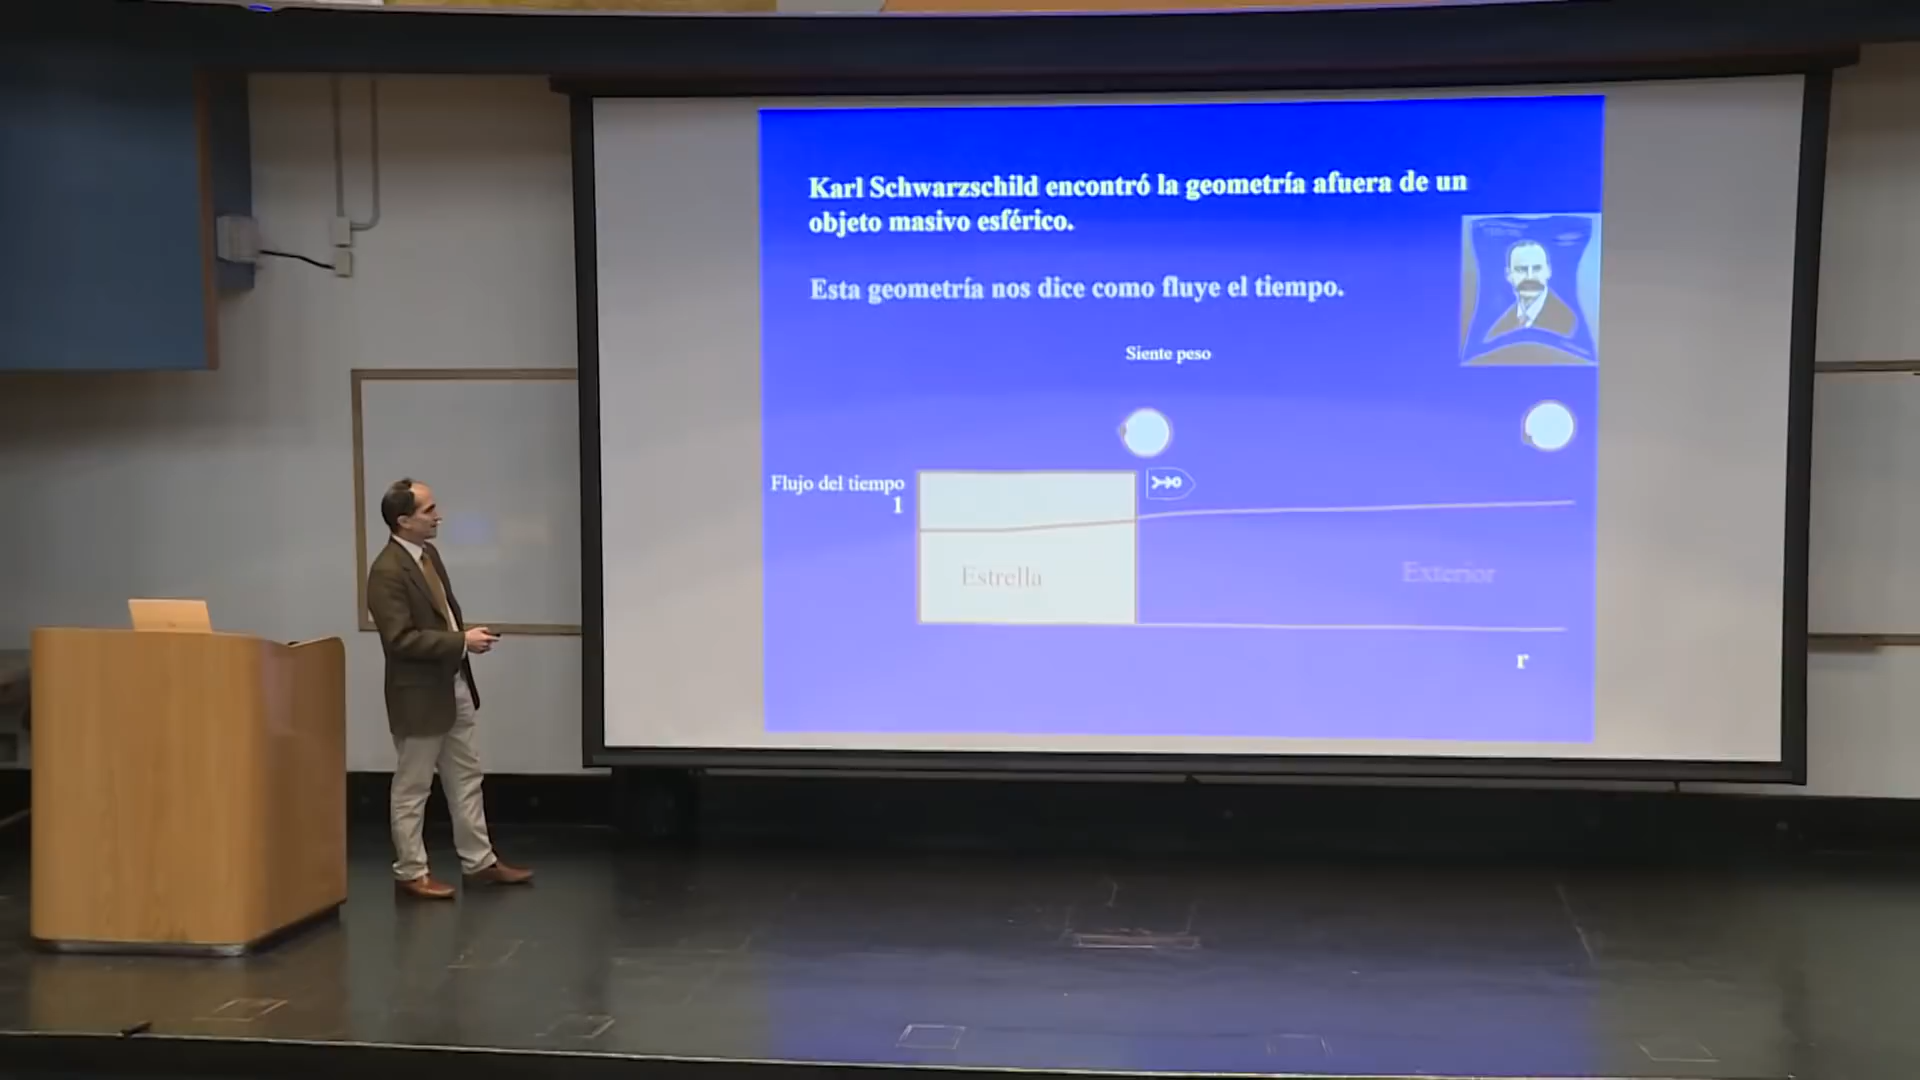 Karl Schwarzschild encontró la geometría afuera de un
objeto masivo esférico.
Esta geometría nos dice como fluye el tiempo.
Siente peso
Flujo del tiempo
1
Estrella
Exterior
r